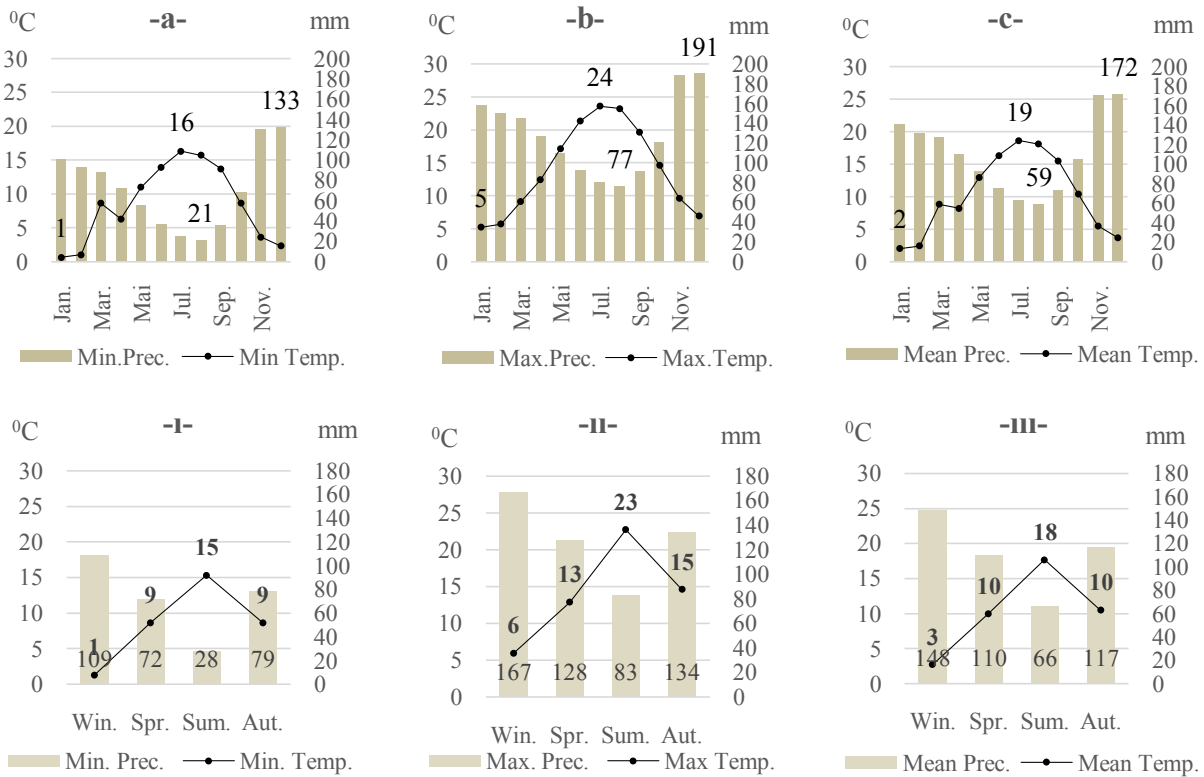 -a-
⁰C
mm
30
25
20
15
10
5
0
200
180
160
140
120
100
80
60
40
20
0
1
16
21
133
Jan.
Mar.
Mai
Jul.
Sep.
Nov.
Min.Prec. Min Temp.
-b-
⁰C
mm
30
25
20
15
10
5
0
200
180
160
140
120
100
80
60
40
20
0
5
24
77
191
Jan.
Mar.
Mai
Jul.
Sep.
Nov.
Max.Prec. Max.Temp.
-c-
⁰C
mm
30
25
20
15
10
5
0
200
180
160
140
120
100
80
60
40
20
0
2
19
59
172
Jan.
Mar.
Mai
Jul.
Sep.
Nov.
Mean Prec. Mean Temp.
-I-
⁰C
mm
30
25
20
15
10
5
0
180
160
140
120
100
80
60
40
20
0
1 9 15 9
109 72 28 79
Win. Spr. Sum. Aut.
Min. Prec. Min. Temp.
-II-
⁰C
mm
30
25
20
15
10
5
0
180
160
140
120
100
80
60
40
20
0
6 13 23 15
167 128 83 134
Win. Spr. Sum. Aut.
Max. Prec. Max. Temp.
-III-
⁰C
mm
30
25
20
15
10
5
0
180
160
140
120
100
80
60
40
20
0
3 10 18 10
148 110 66 117
Win. Spr. Sum. Aut.
Mean Prec. Mean Temp.